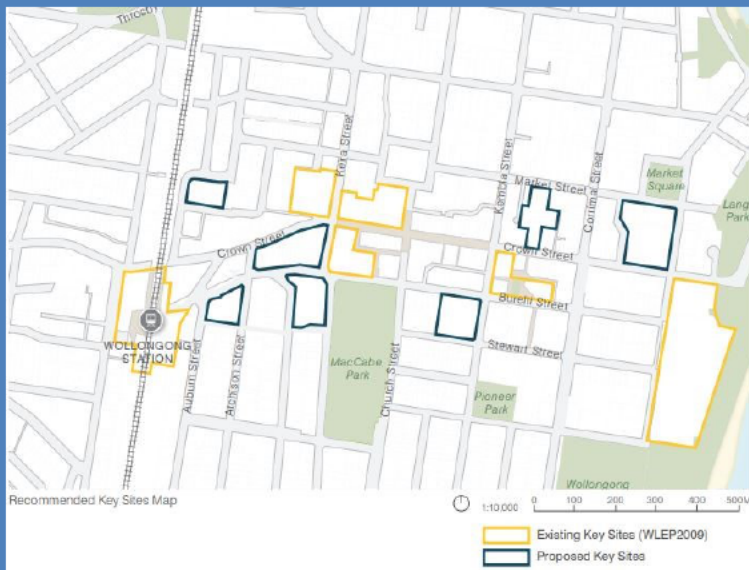 Throsby
Keira Street
Market Street
Market
Square
Lang
Park
Kembla Street
Corrimal Street
Crown Street
Crown Street
Burelli Street
WOLLONGONG
STATION
Stewart Street
MacCabe
Park
Auburn Street
Atchison Street
Church Street
Pioneer
Park
Wollongong
Recommended Key Sites Map
1:10,000
0 100 200 300 400 500M
Existing Key Sites (WLEP2009)
Proposed Key Sites